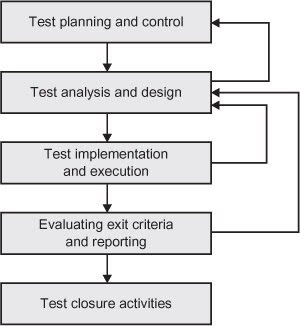 Test planning and control
Test analysis and design
Test implementation
and execution
Evaluating exit criteria
and reporting
Test closure activities